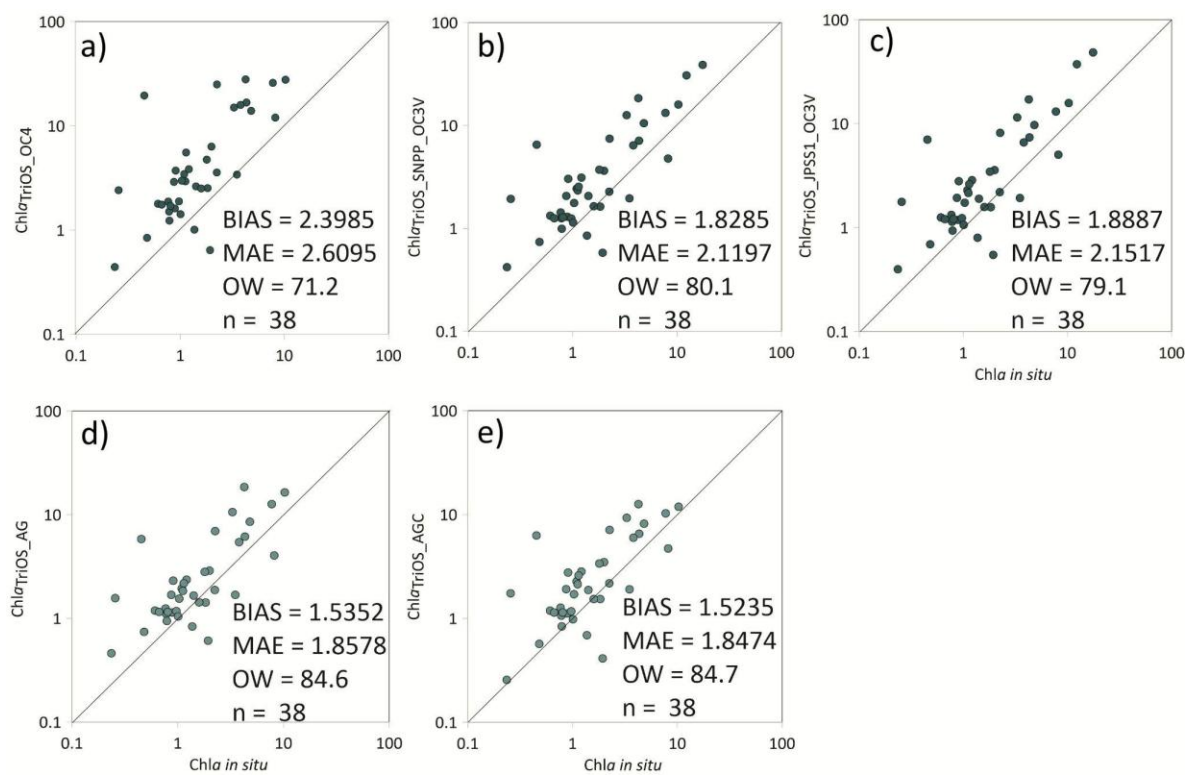 a)
100
10
1
0.1
0.1
1
10
100
Chla_TriOS_OC4
BIAS = 2.3985
MAE = 2.6095
OW = 71.2
n = 38
b)
100
10
1
0.1
0.1
1
10
100
Chla_TriOS_SNPP_OC3V
BIAS = 1.8285
MAE = 2.1197
OW = 80.1
n = 38
c)
100
10
1
0.1
0.1
1
10
100
Chla_TriOS_JPSS1_OC3V
Chla in situ
BIAS = 1.8887
MAE = 2.1517
OW = 79.1
n = 38
d)
100
10
1
0.1
0.1
1
10
100
Chla_TriOS_AG
Chla in situ
BIAS = 1.5352
MAE = 1.8578
OW = 84.6
n = 38
e)
100
10
1
0.1
0.1
1
10
100
Chla_TriOS_AGC
Chla in situ
BIAS = 1.5235
MAE = 1.8474
OW = 84.7
n = 38